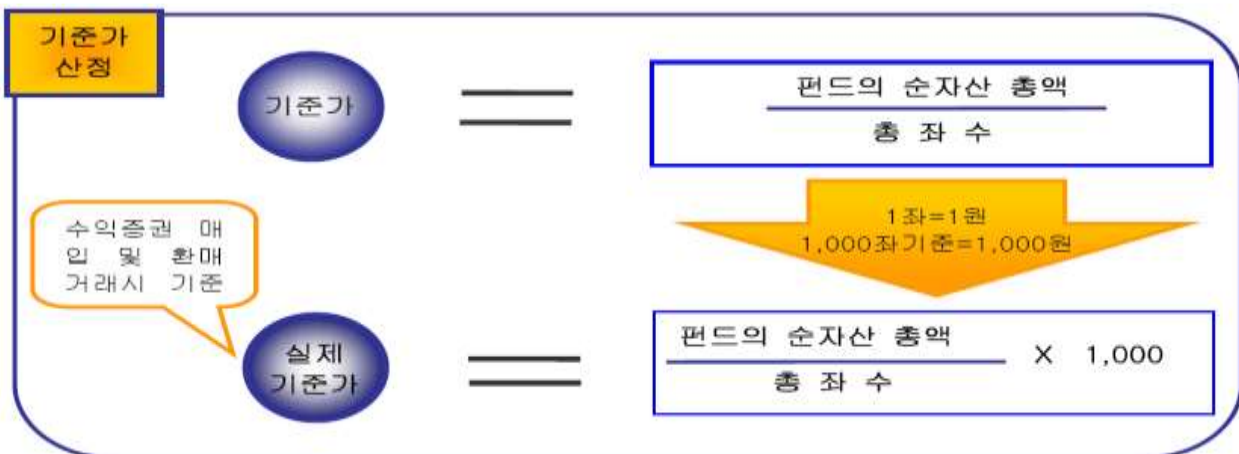 기준가
산정
기준가
펀드의 순자산 총액
총 좌 수
1좌=1원
1,000좌기준=1,000원
수익증권 매
입 및 환매
거래시 기준
실제
기준가
펀드의 순자산 총액
총 좌 수
X 1,000